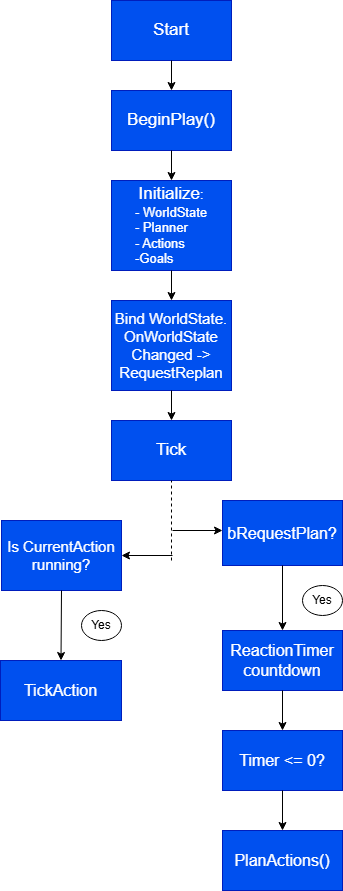 Start
BeginPlay()
Initialize:
- WorldState
- Planner
- Actions
-Goals
Bind WorldState.
OnWorldState
Changed ->
RequestReplan
Tick
bRequestPlan?
Is CurrentAction
running?
Yes
Yes
ReactionTimer
countdown
TickAction
Timer <= 0?
PlanActions()